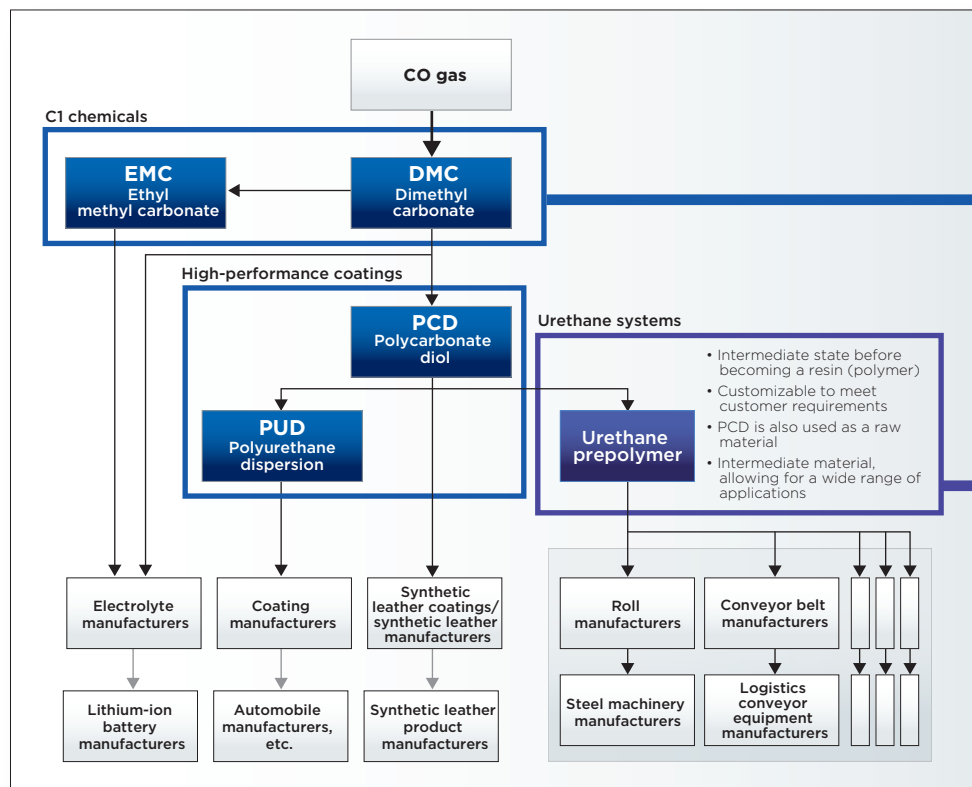 CO gas
C1 chemicals
EMC
Ethyl
methyl carbonate
DMC
Dimethyl
carbonate
High-performance coatings
PCD
Polycarbonate
diol
PUD
Polyurethane
dispersion
Urethane systems
Urethane
prepolymer
• Intermediate state before
becoming a resin (polymer)
• Customizable to meet
customer requirements
• PCD is also used as a raw
material
• Intermediate material,
allowing for a wide range of
applications
Electrolyte
manufacturers
Coating
manufacturers
Synthetic
leather coatings/
synthetic leather
manufacturers
Roll
manufacturers
Conveyor belt
manufacturers
Lithium-ion
battery
manufacturers
Automobile
manufacturers,
etc.
Synthetic leather
product
manufacturers
Steel machinery
manufacturers
Logistics
conveyor
equipment
manufacturers